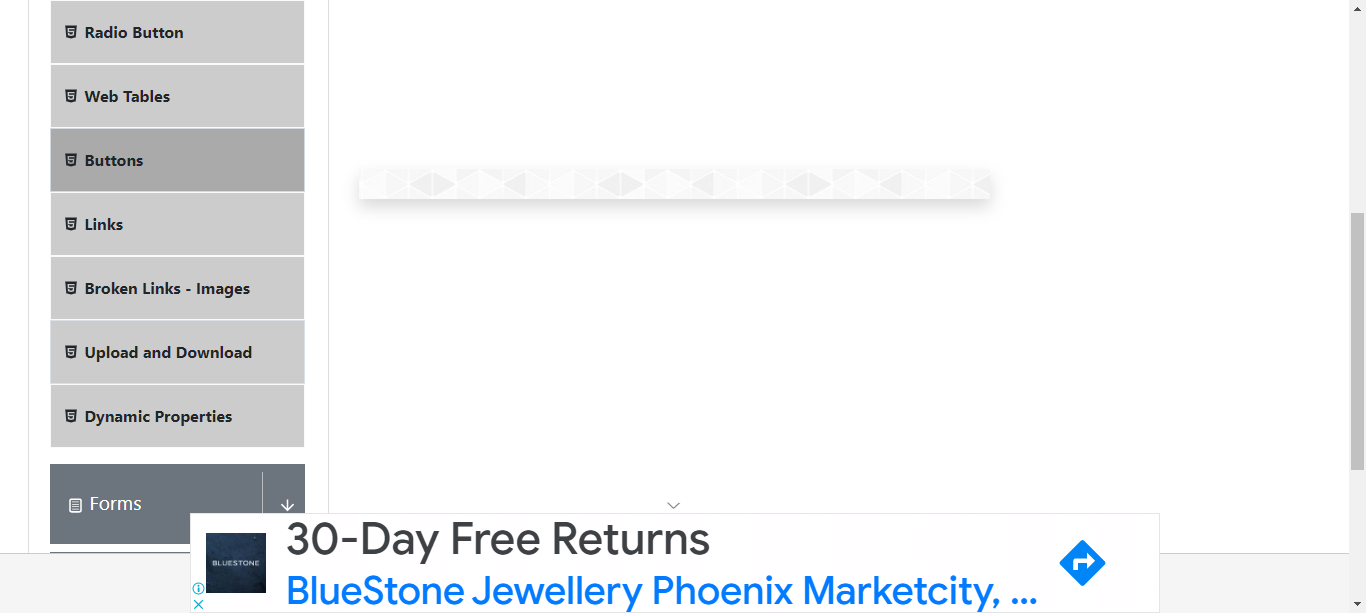 Radio Button
Web Tables
Buttons
Links
Broken Links - Images
Upload and Download
Dynamic Properties
Forms
30-Day Free Returns
BLUESTONE
BlueStone Jewellery Phoenix Marketcity, ...